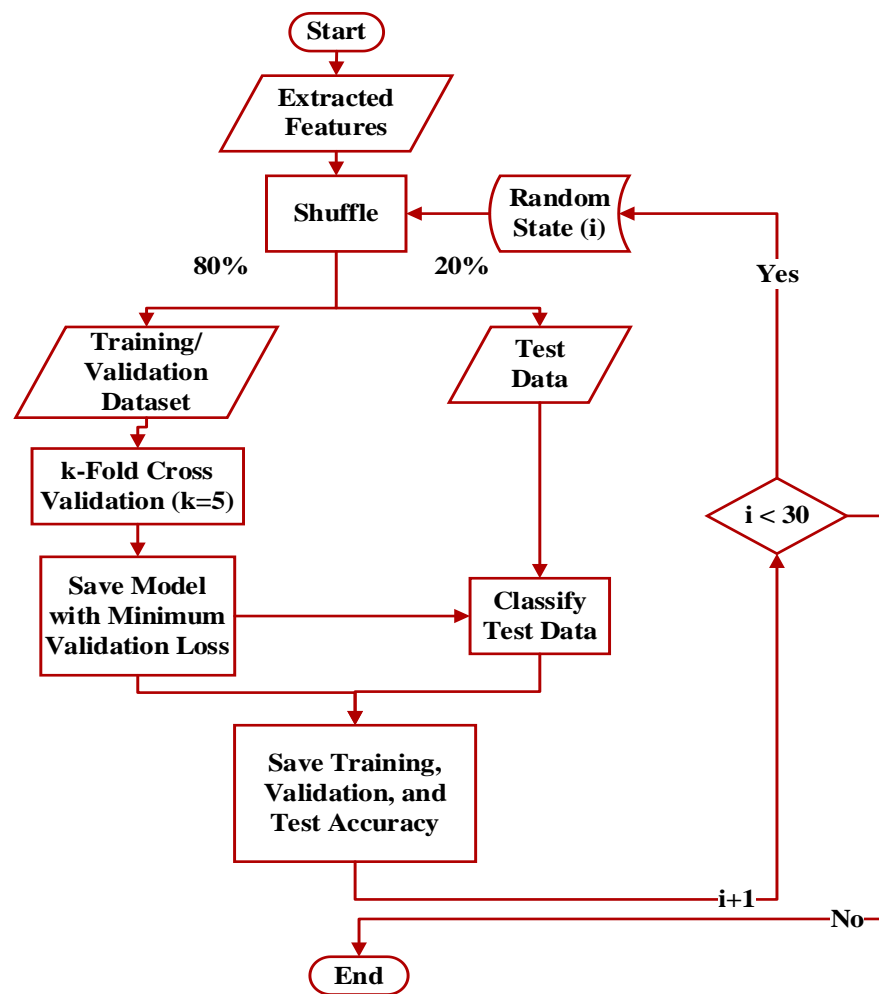 Start
Extracted
Features
Shuffle
Random
State (i)
Yes
80%
20%
Training/
Validation
Dataset
Test
Data
k-Fold Cross
Validation (k=5)
i < 30
Save Model
with Minimum
Validation Loss
Classify
Test Data
Save Training,
Validation, and
Test Accuracy
i+1
No
End